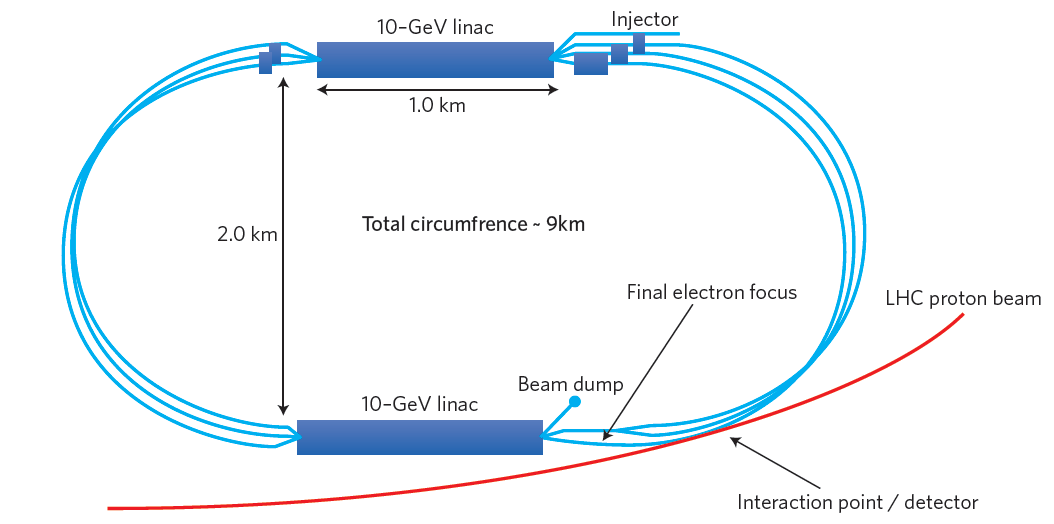 Injector
10-GeV linac
1.0 km
Total circumfrence ~ 9km
2.0 km
Final electron focus
LHC proton beam
Beam dump
10-GeV linac
Interaction point / detector